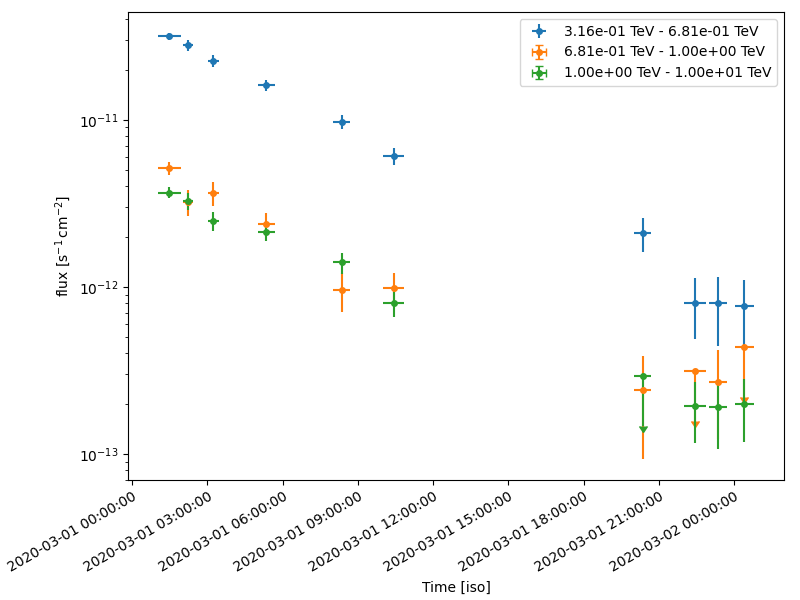 3.16e-01 TeV - 6.81e-01 TeV
6.81e-01 TeV - 1.00e+00 TeV
1.00e+00 TeV - 1.00e+01 TeV
flux [s⁻¹ cm⁻²]
10⁻¹¹
10⁻¹²
10⁻¹³
2020-03-01 00:00:00
2020-03-01 03:00:00
2020-03-01 06:00:00
2020-03-01 09:00:00
2020-03-01 12:00:00
2020-03-01 15:00:00
2020-03-01 18:00:00
2020-03-01 21:00:00
2020-03-02 00:00:00
Time [iso]